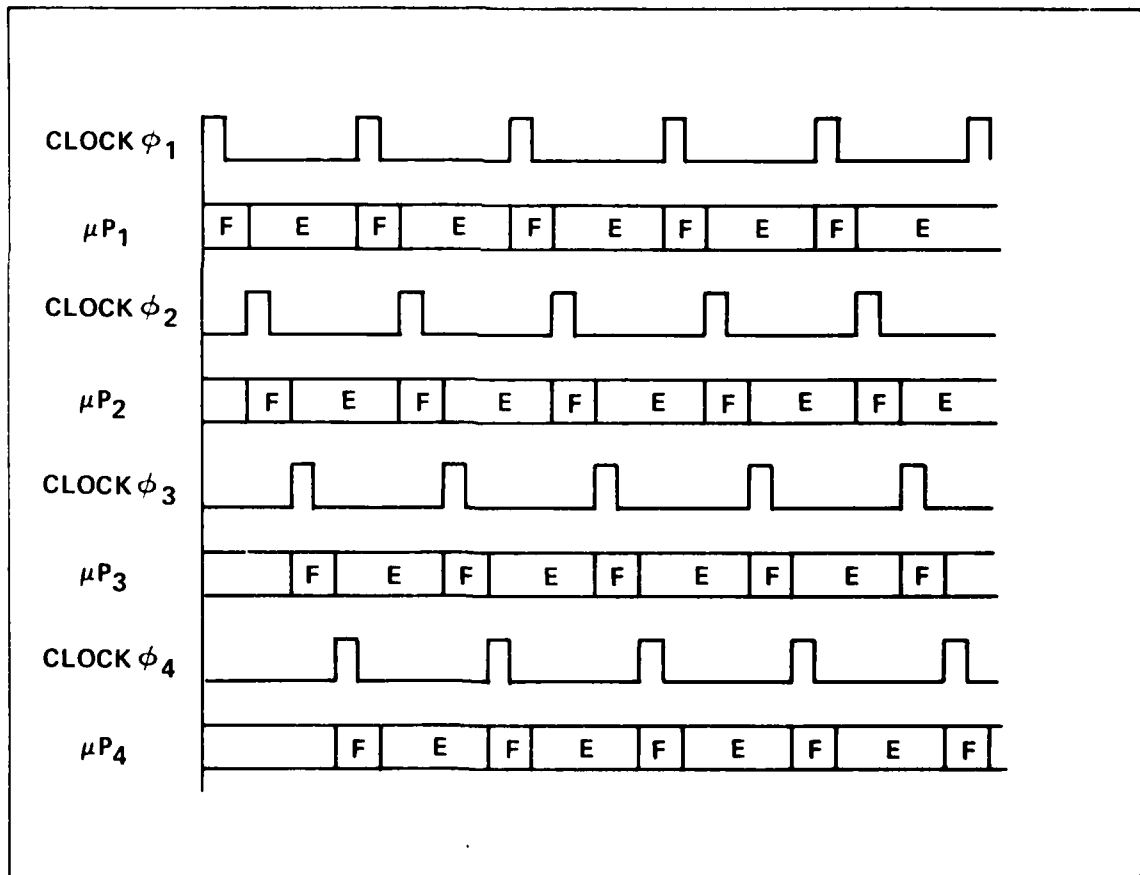 CLOCK ϕ1
μP1 F E F E F E F E F E
CLOCK ϕ2
μP2 F E F E F E F E F E
CLOCK ϕ3
μP3 F E F E F E F E F
CLOCK ϕ4
μP4 F E F E F E F E F